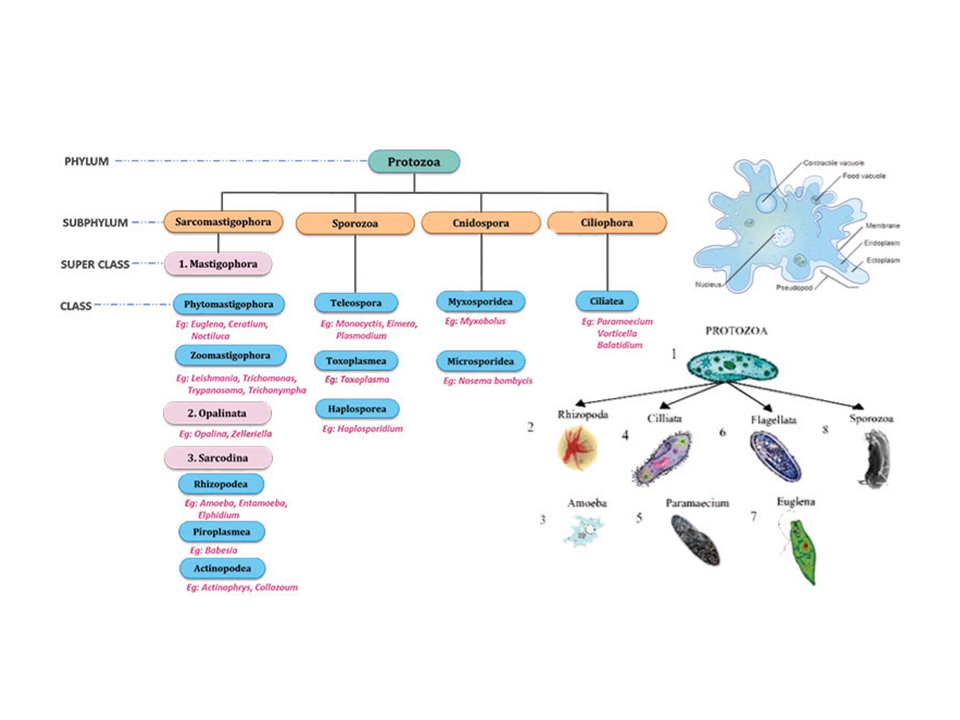 PHYLUM
Protozoa
SUBPHYLUM
Sarcomastigophora
Sporozoa
Cnidospora
Ciliophora
SUPER CLASS
1. Mastigophora
CLASS
Phytomastigophora
Eg: Euglena, Ceratium,
Noctiluca
Zoomastigophora
Eg: Leishmania, Trichomonas,
Trypanosoma, Trichonympha
2. Opalinata
Eg: Opalina, Zelleriella
3. Sarcodina
Rhizopodea
Eg: Amoeba, Entamoeba,
Elphidium
Piroplasmea
Eg: Babesia
Actinopodea
Eg: Actinophrys, Collozoum
Teleospora
Eg: Monocyctis, Eimera,
Plasmodium
Toxoplasmea
Eg: Toxoplasma
Haplosporea
Eg: Haplosporidium
Myxosporidea
Eg: Myxobolus
Microsporidea
Eg: Nosema bombycis
Ciliatea
Eg: Paramoecium
Vorticella
Balatidium
Contractile vacuole
Food vacuole
Membrane
Endoplasm
Ectoplasm
Nucleus
Pseudopod
PROTOZOA
1
Rhizopoda
Cilliata
Flagellata
Sporozoa
2
4
6
8
Amoeba
Paramaecium
Euglena
3
5
7